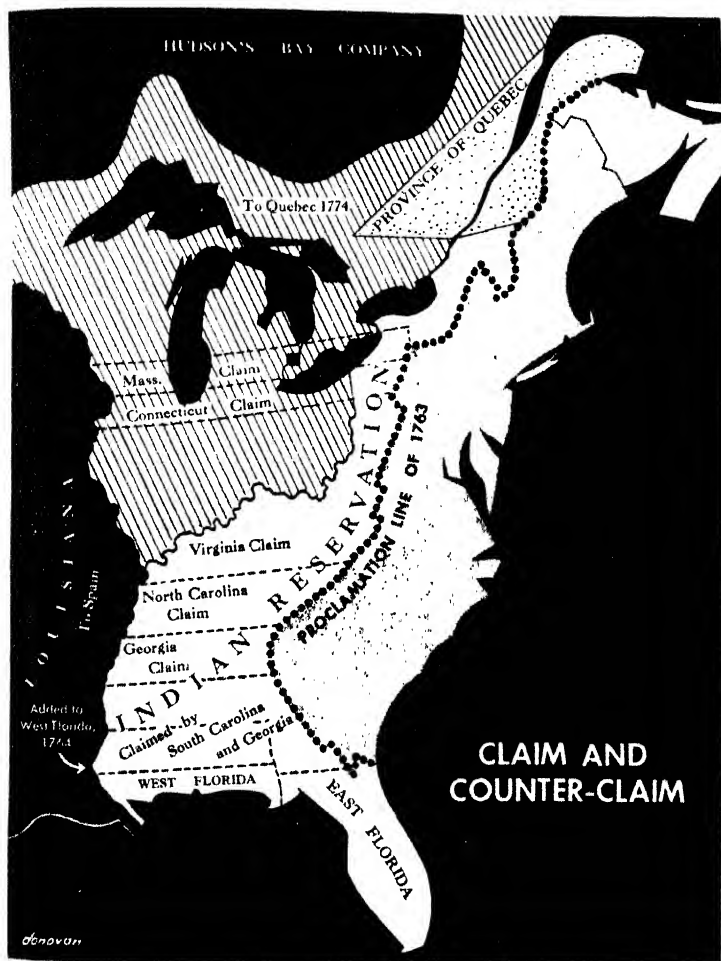 HUDSON'S BAY COMPANY
PROVINCE OF QUEBEC
To Quebec 1774
Mass. Claim
Connecticut Claim
INDIAN RESERVATION
PROCLAMATION LINE OF 1763
Virginia Claim
North Carolina
Claim
Georgia
Claim
LOUISIANA
To Spain
Added to
West Florida,
1764
Claimed by
South Carolina
and Georgia
WEST FLORIDA
EAST FLORIDA
CLAIM AND
COUNTER-CLAIM
donovan